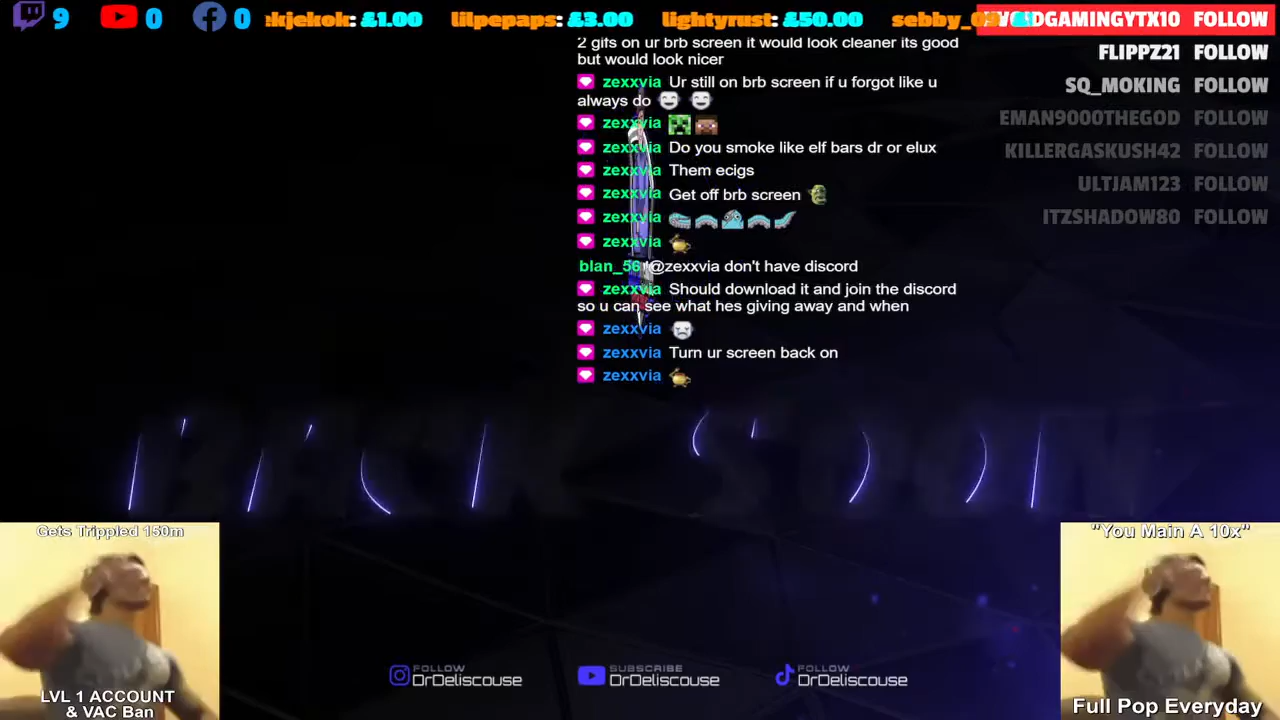 9 0 0 :kjekok: £1.00 lilpepaps: £3.00 lightyrust: £50.00
FOLLOW
2 gifs on ur brb screen it would look cleaner its good
but would look nicer
FLIPPZ21 FOLLOW
zexxvia Ur still on brb screen if u forgot like u
always do
SQ_MOKING FOLLOW
zexxvia
EMAN9000THEGOD FOLLOW
zexxvia Do you smoke like elf bars dr or elux
KILLERGASKUSH42 FOLLOW
zexxvia Them ecigs
ULTJAM123 FOLLOW
zexxvia Get off brb screen
zexxvia
ITZSHADOW80 FOLLOW
zexxvia
blan_56 @zexxvia don't have discord
zexxvia Should download it and join the discord
so u can see what hes giving away and when
zexxvia
zexxvia Turn ur screen back on
zexxvia
BACK SOON
Gets Trippled 150m
LVL 1 ACCOUNT
& VAC Ban
FOLLOW
DrDeliscouse
SUBSCRIBE
DrDeliscouse
FOLLOW
DrDeliscouse
"You Main A 10x"
Full Pop Everyday